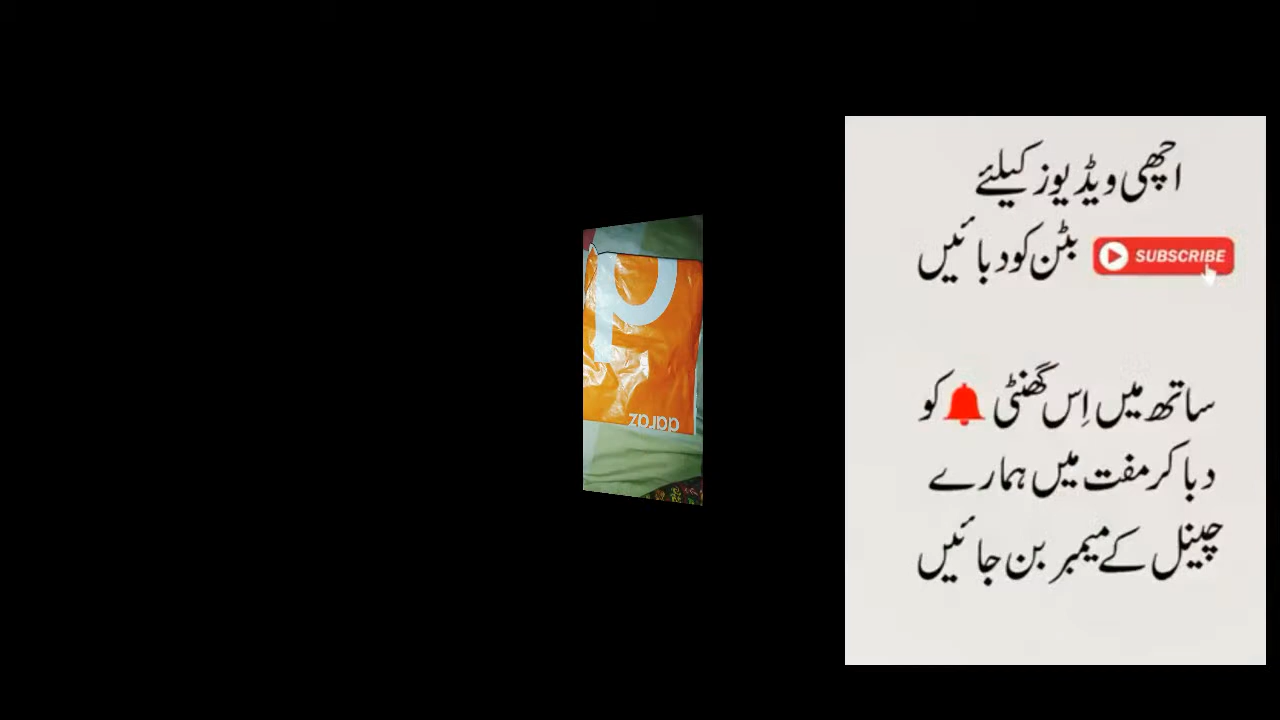 daraz
اچھی ویڈیوز کیلئے
SUBSCRIBE بٹن کو دبائیں
ساتھ میں اِس گھنٹی کو
دبا کر مفت میں ہمارے
چینل کے میمبر بن جائیں